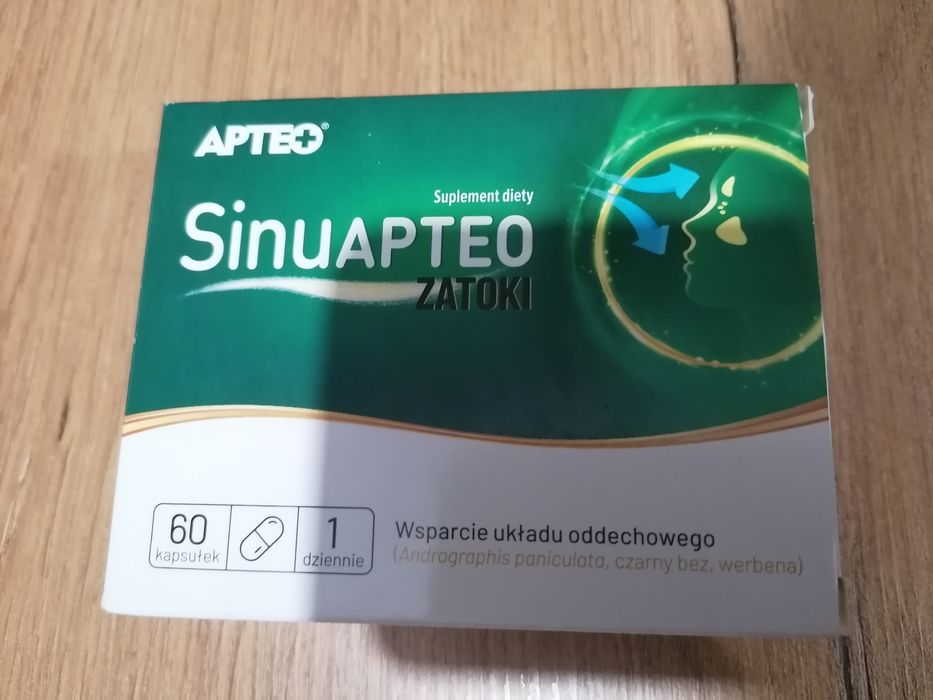 APTEO®
Suplement diety
SinuAPTEO
ZATOKI
60
kapsułek
1
dziennie
Wsparcie układu oddechowego
(Andrographis paniculata, czarny bez, werbena)